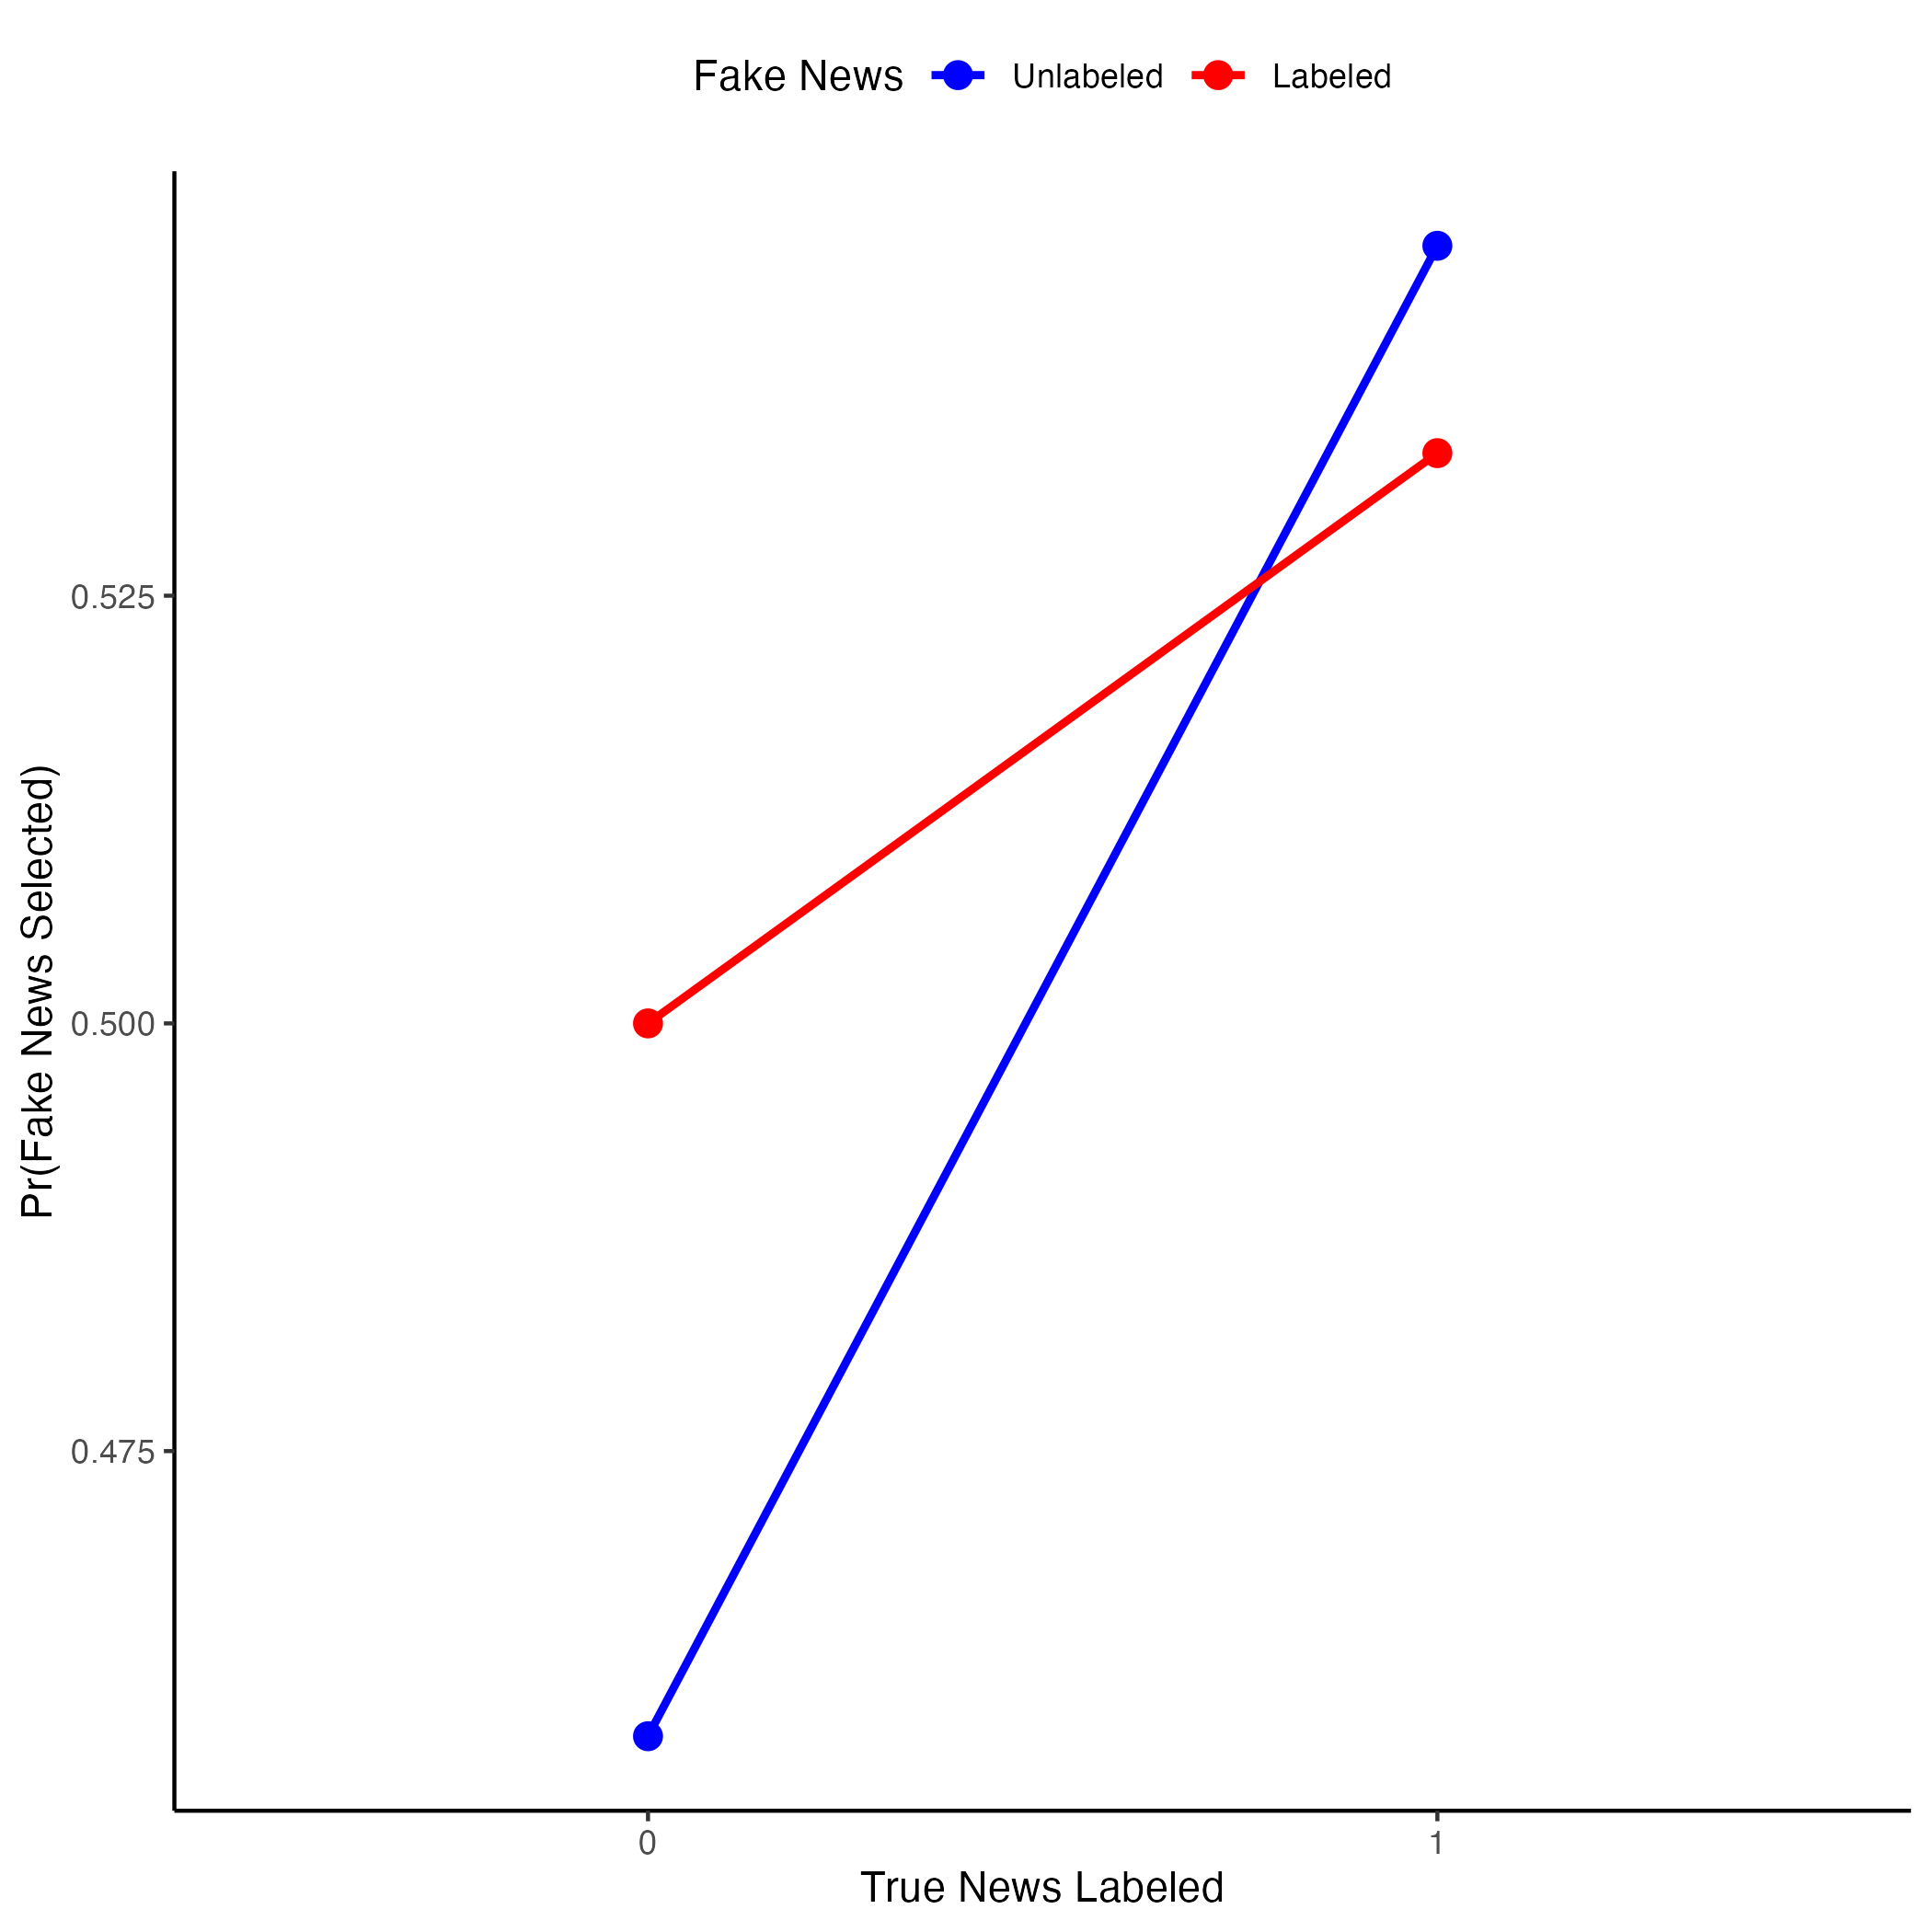 Fake News Unlabeled Labeled
Pr(Fake News Selected)
0.525
0.500
0.475
0 1
True News Labeled